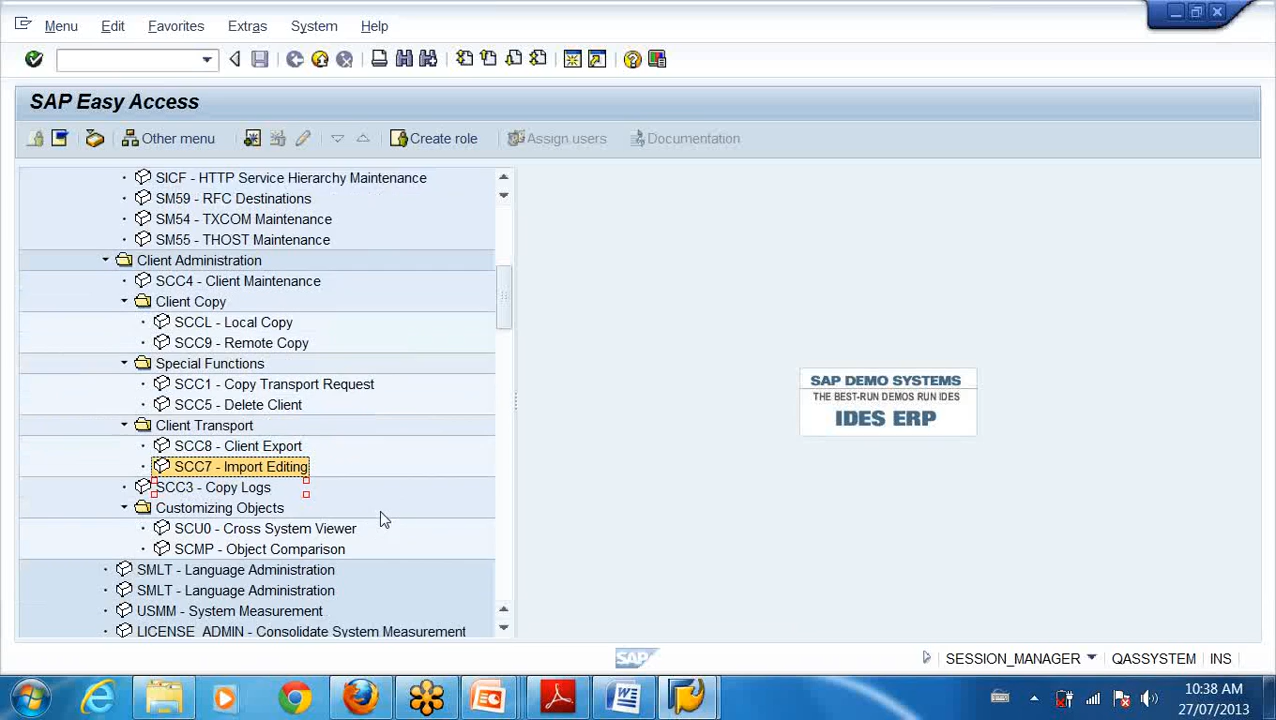 Menu Edit Favorites Extras System Help
SAP Easy Access
Other menu Create role Assign users Documentation
SICF - HTTP Service Hierarchy Maintenance
SM59 - RFC Destinations
SM54 - TXCOM Maintenance
SM55 - THOST Maintenance
Client Administration
SCC4 - Client Maintenance
Client Copy
SCCL - Local Copy
SCC9 - Remote Copy
Special Functions
SCC1 - Copy Transport Request
SCC5 - Delete Client
Client Transport
SCC8 - Client Export
SCC7 - Import Editing
SCC3 - Copy Logs
Customizing Objects
SCU0 - Cross System Viewer
SCMP - Object Comparison
SMLT - Language Administration
SMLT - Language Administration
USMM - System Measurement
LICENSE_ADMIN - Consolidate System Measurement
SAP DEMO SYSTEMS
THE BEST-RUN DEMOS RUN IDES
IDES ERP
SAP
SESSION_MANAGER QASSYSTEM INS
10:38 AM
27/07/2013